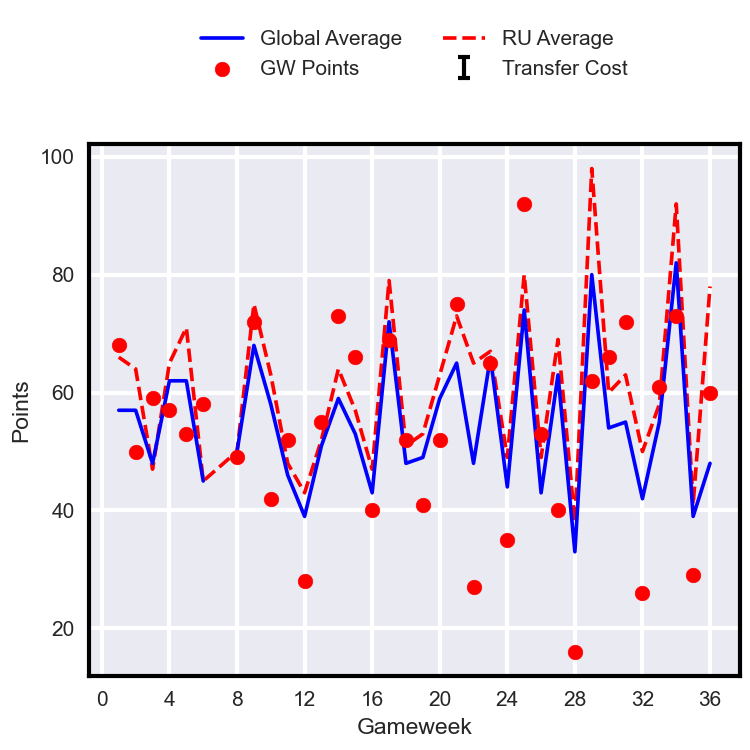 Global Average RU Average
GW Points Transfer Cost
100
80
60
40
20
Points
0 4 8 12 16 20 24 28 32 36
Gameweek